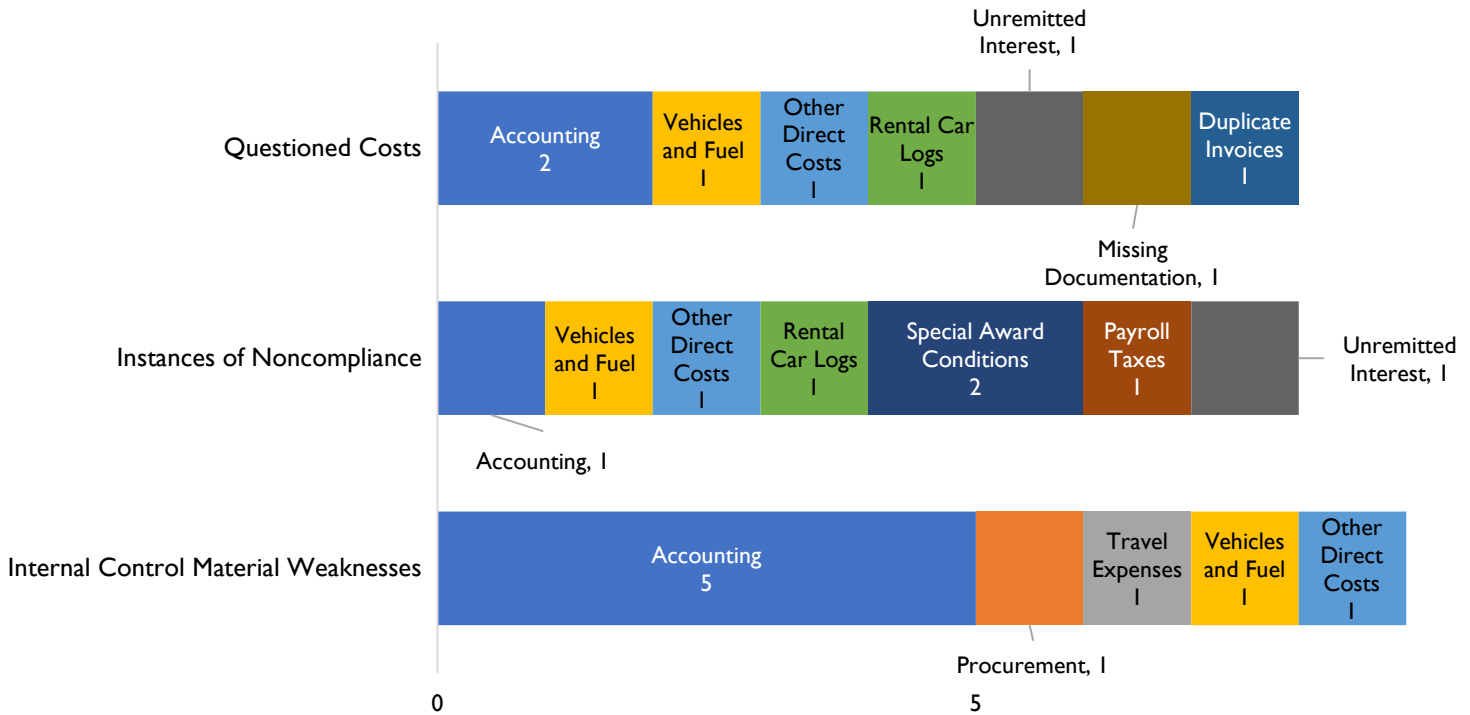 Unremitted
Interest, 1
Questioned Costs
Accounting
2
Vehicles
and Fuel
1
Other
Direct
Costs
1
Rental Car
Logs
1
Duplicate
Invoices
1
Missing
Documentation, 1
Instances of Noncompliance
Vehicles
and Fuel
1
Other
Direct
Costs
1
Rental
Car Logs
1
Special Award
Conditions
2
Payroll
Taxes
1
Unremitted
Interest, 1
Accounting, 1
Internal Control Material Weaknesses
Accounting
5
Travel
Expenses
1
Vehicles
and Fuel
1
Other
Direct
Costs
1
Procurement, 1
0
5